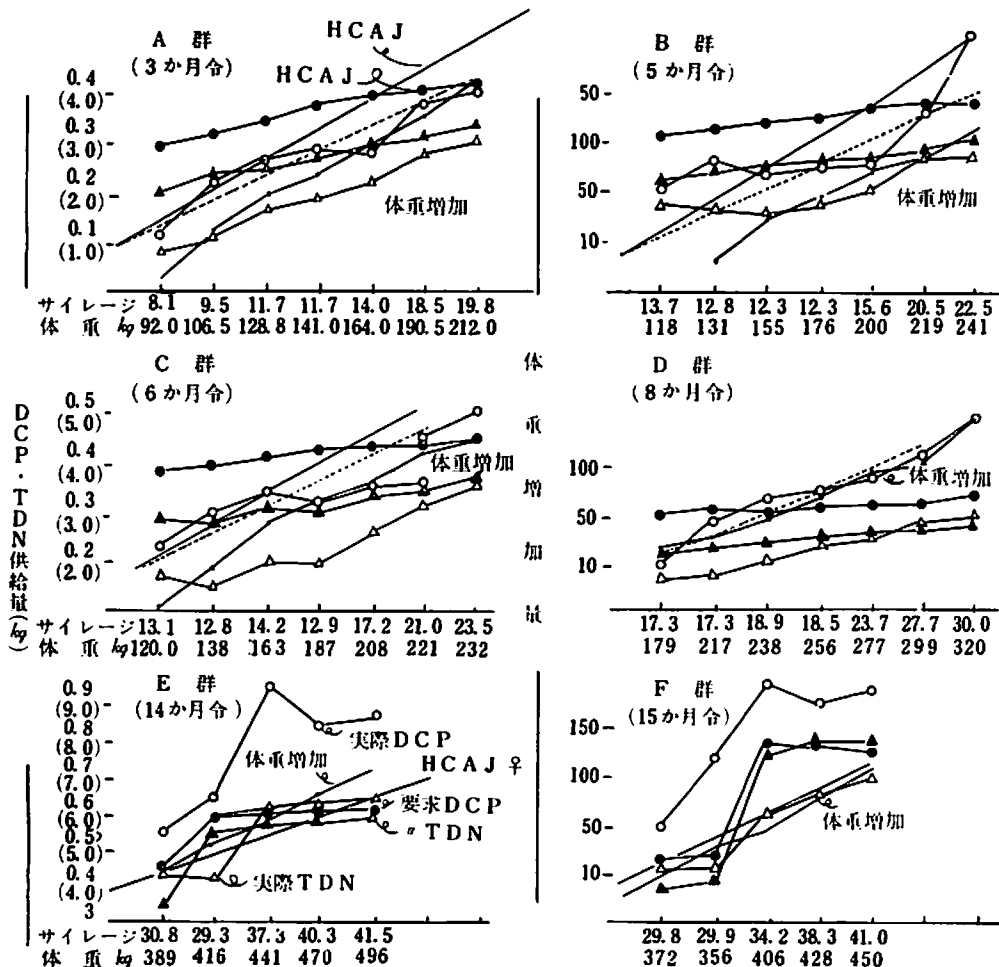 A 群
(3か月令)
HCAJ
HCAJ
0.4
(4.0)
0.3
(3.0)
0.2
(2.0)
0.1
(1.0)
体重増加
サイレージ 8.1 9.5 11.7 11.7 14.0 18.5 19.8
体 重 kg 92.0 106.5 128.8 141.0 164.0 190.5 212.0
B 群
(5か月令)
50
100
50
10
体重増加
13.7 12.8 12.3 12.3 15.6 20.5 22.5
118 131 155 176 200 219 241
C 群
(6か月令)
0.5
(5.0)
0.4
(4.0)
0.3
(3.0)
0.2
(2.0)
体重増加
DCP・TDN供給量(kg)
サイレージ 13.1 12.8 14.2 12.9 17.2 21.0 23.5
体 重 kg 120.0 138 163 187 208 221 232
体重増加量
D 群
(8か月令)
100
50
10
体重増加
17.3 17.3 18.9 18.5 23.7 27.7 30.0
179 217 238 256 277 299 320
E 群
(14か月令)
0.9
(9.0)
0.8
(8.0)
0.7
(7.0)
0.6
(6.0)
0.5
(5.0)
0.4
(4.0)
3
実際DCP
体重増加
HCAJ♀
要求DCP
〃TDN
実際TDN
サイレージ 30.8 29.3 37.3 40.3 41.5
体 重 kg 389 416 441 470 496
F 群
(15か月令)
150
100
50
10
体重増加
29.8 29.9 34.2 38.3 41.0
372 356 406 428 450